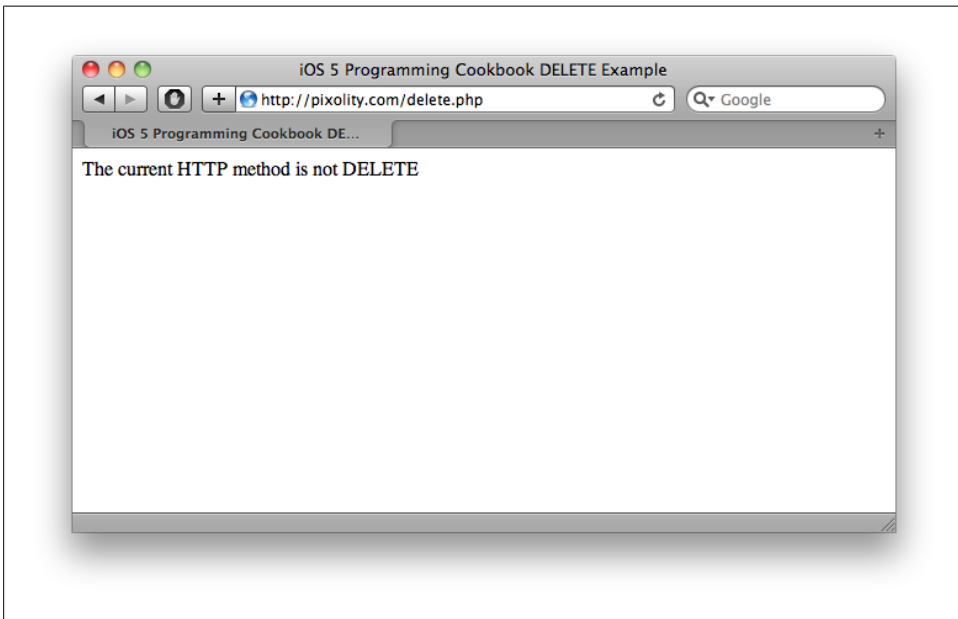 iOS 5 Programming Cookbook DELETE Example
http://pixolity.com/delete.php
Google
iOS 5 Programming Cookbook DE...
The current HTTP method is not DELETE